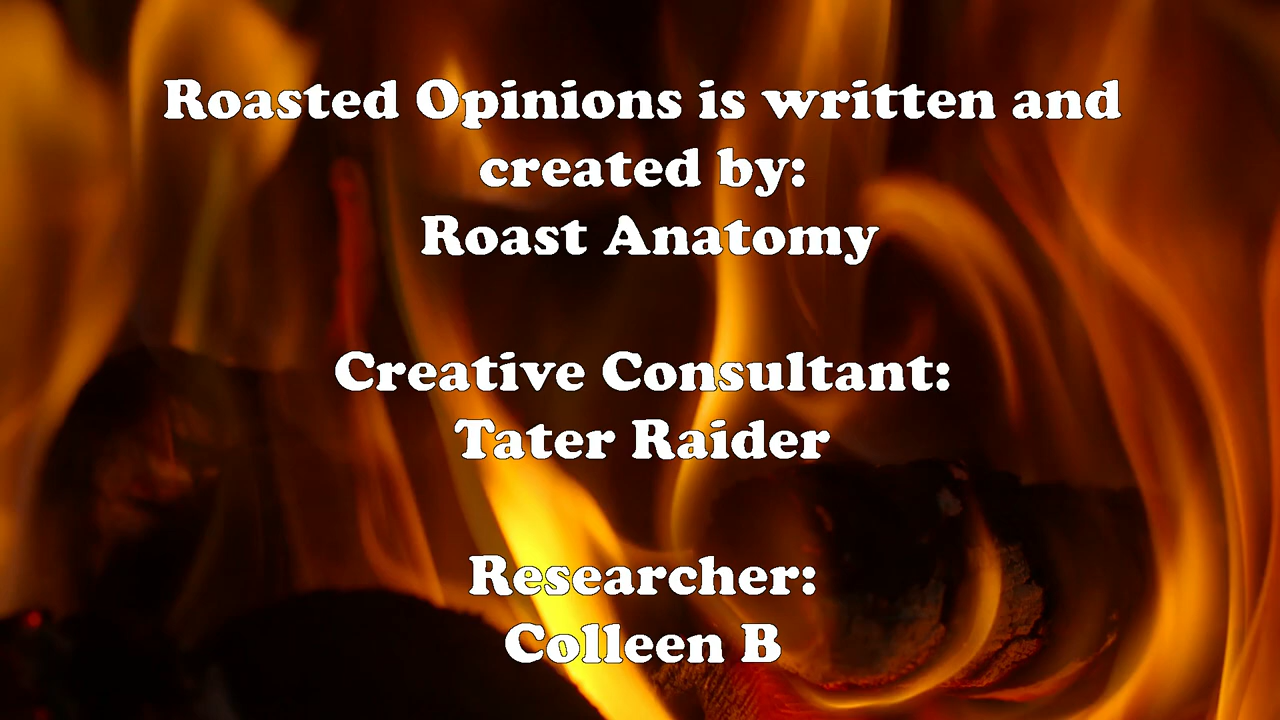 Roasted Opinions is written and
created by:
Roast Anatomy
Creative Consultant:
Tater Raider
Researcher:
Colleen B